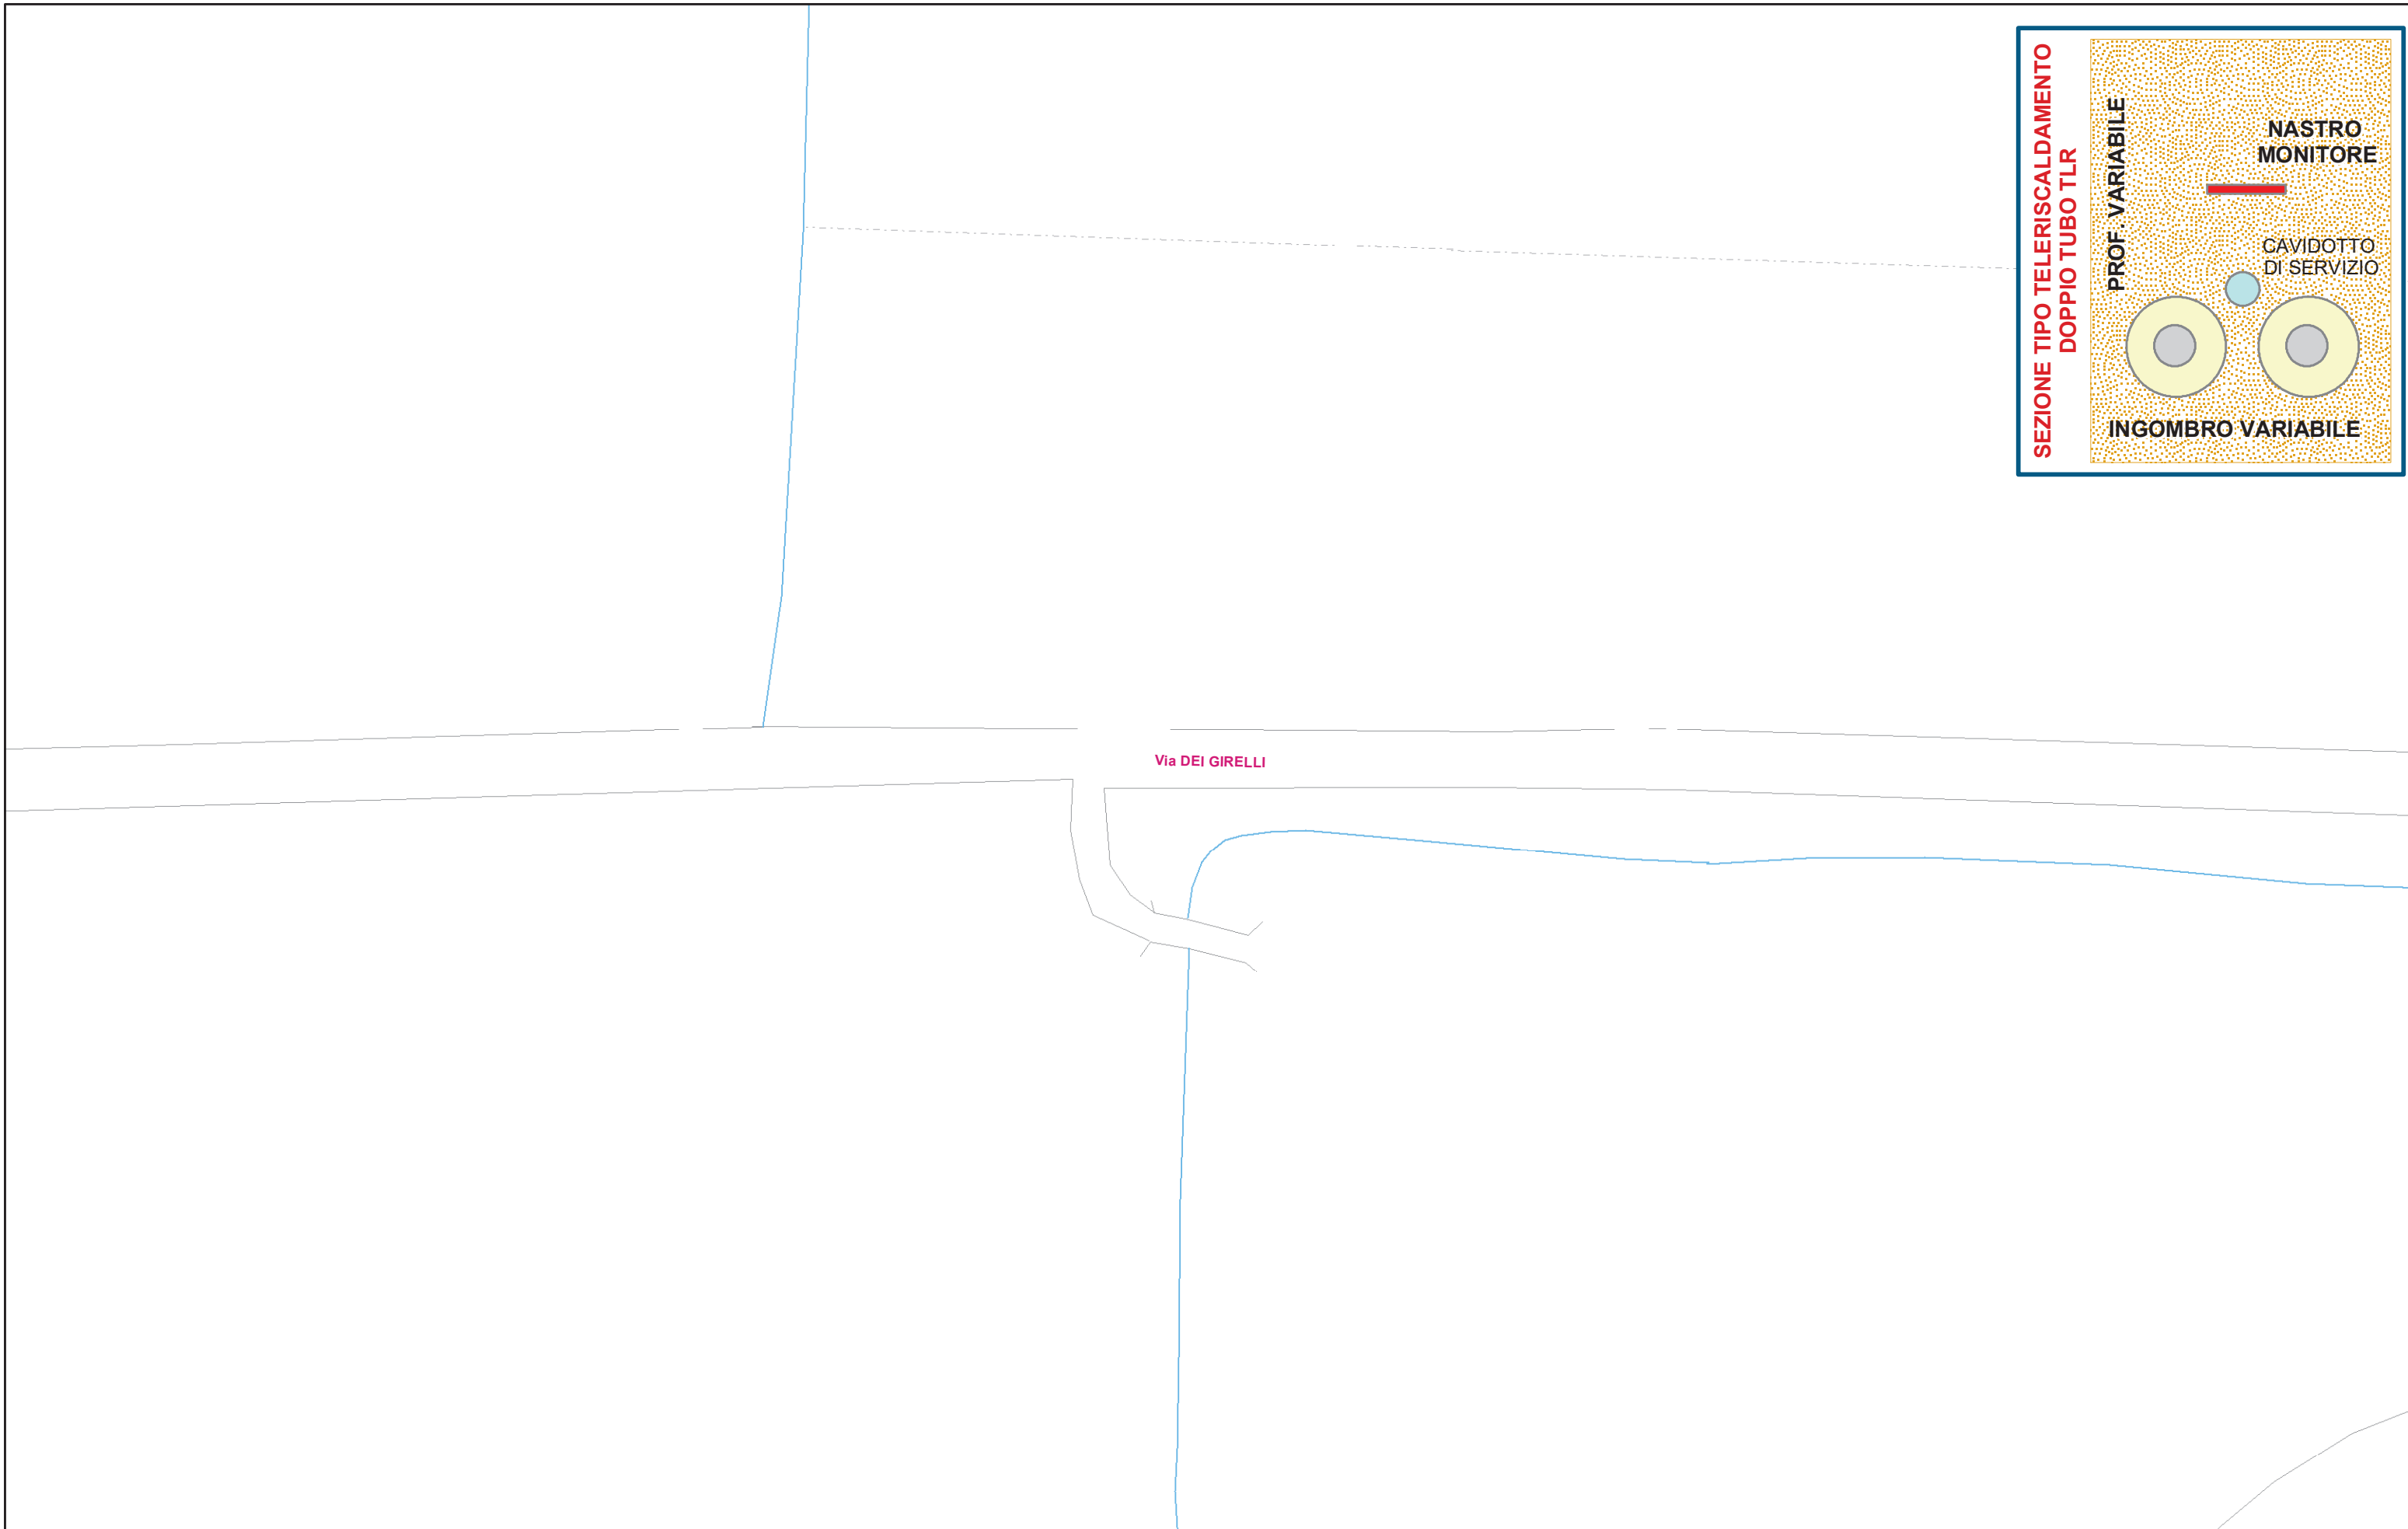 SEZIONE TIPO TELERISCALDAMENTO
DOPPIO TUBO TLR
PROF. VARIABILE
NASTRO
MONITORE
CAVIDOTTO
DI SERVIZIO
INGOMBRO VARIABILE
Via DEI GIRELLI